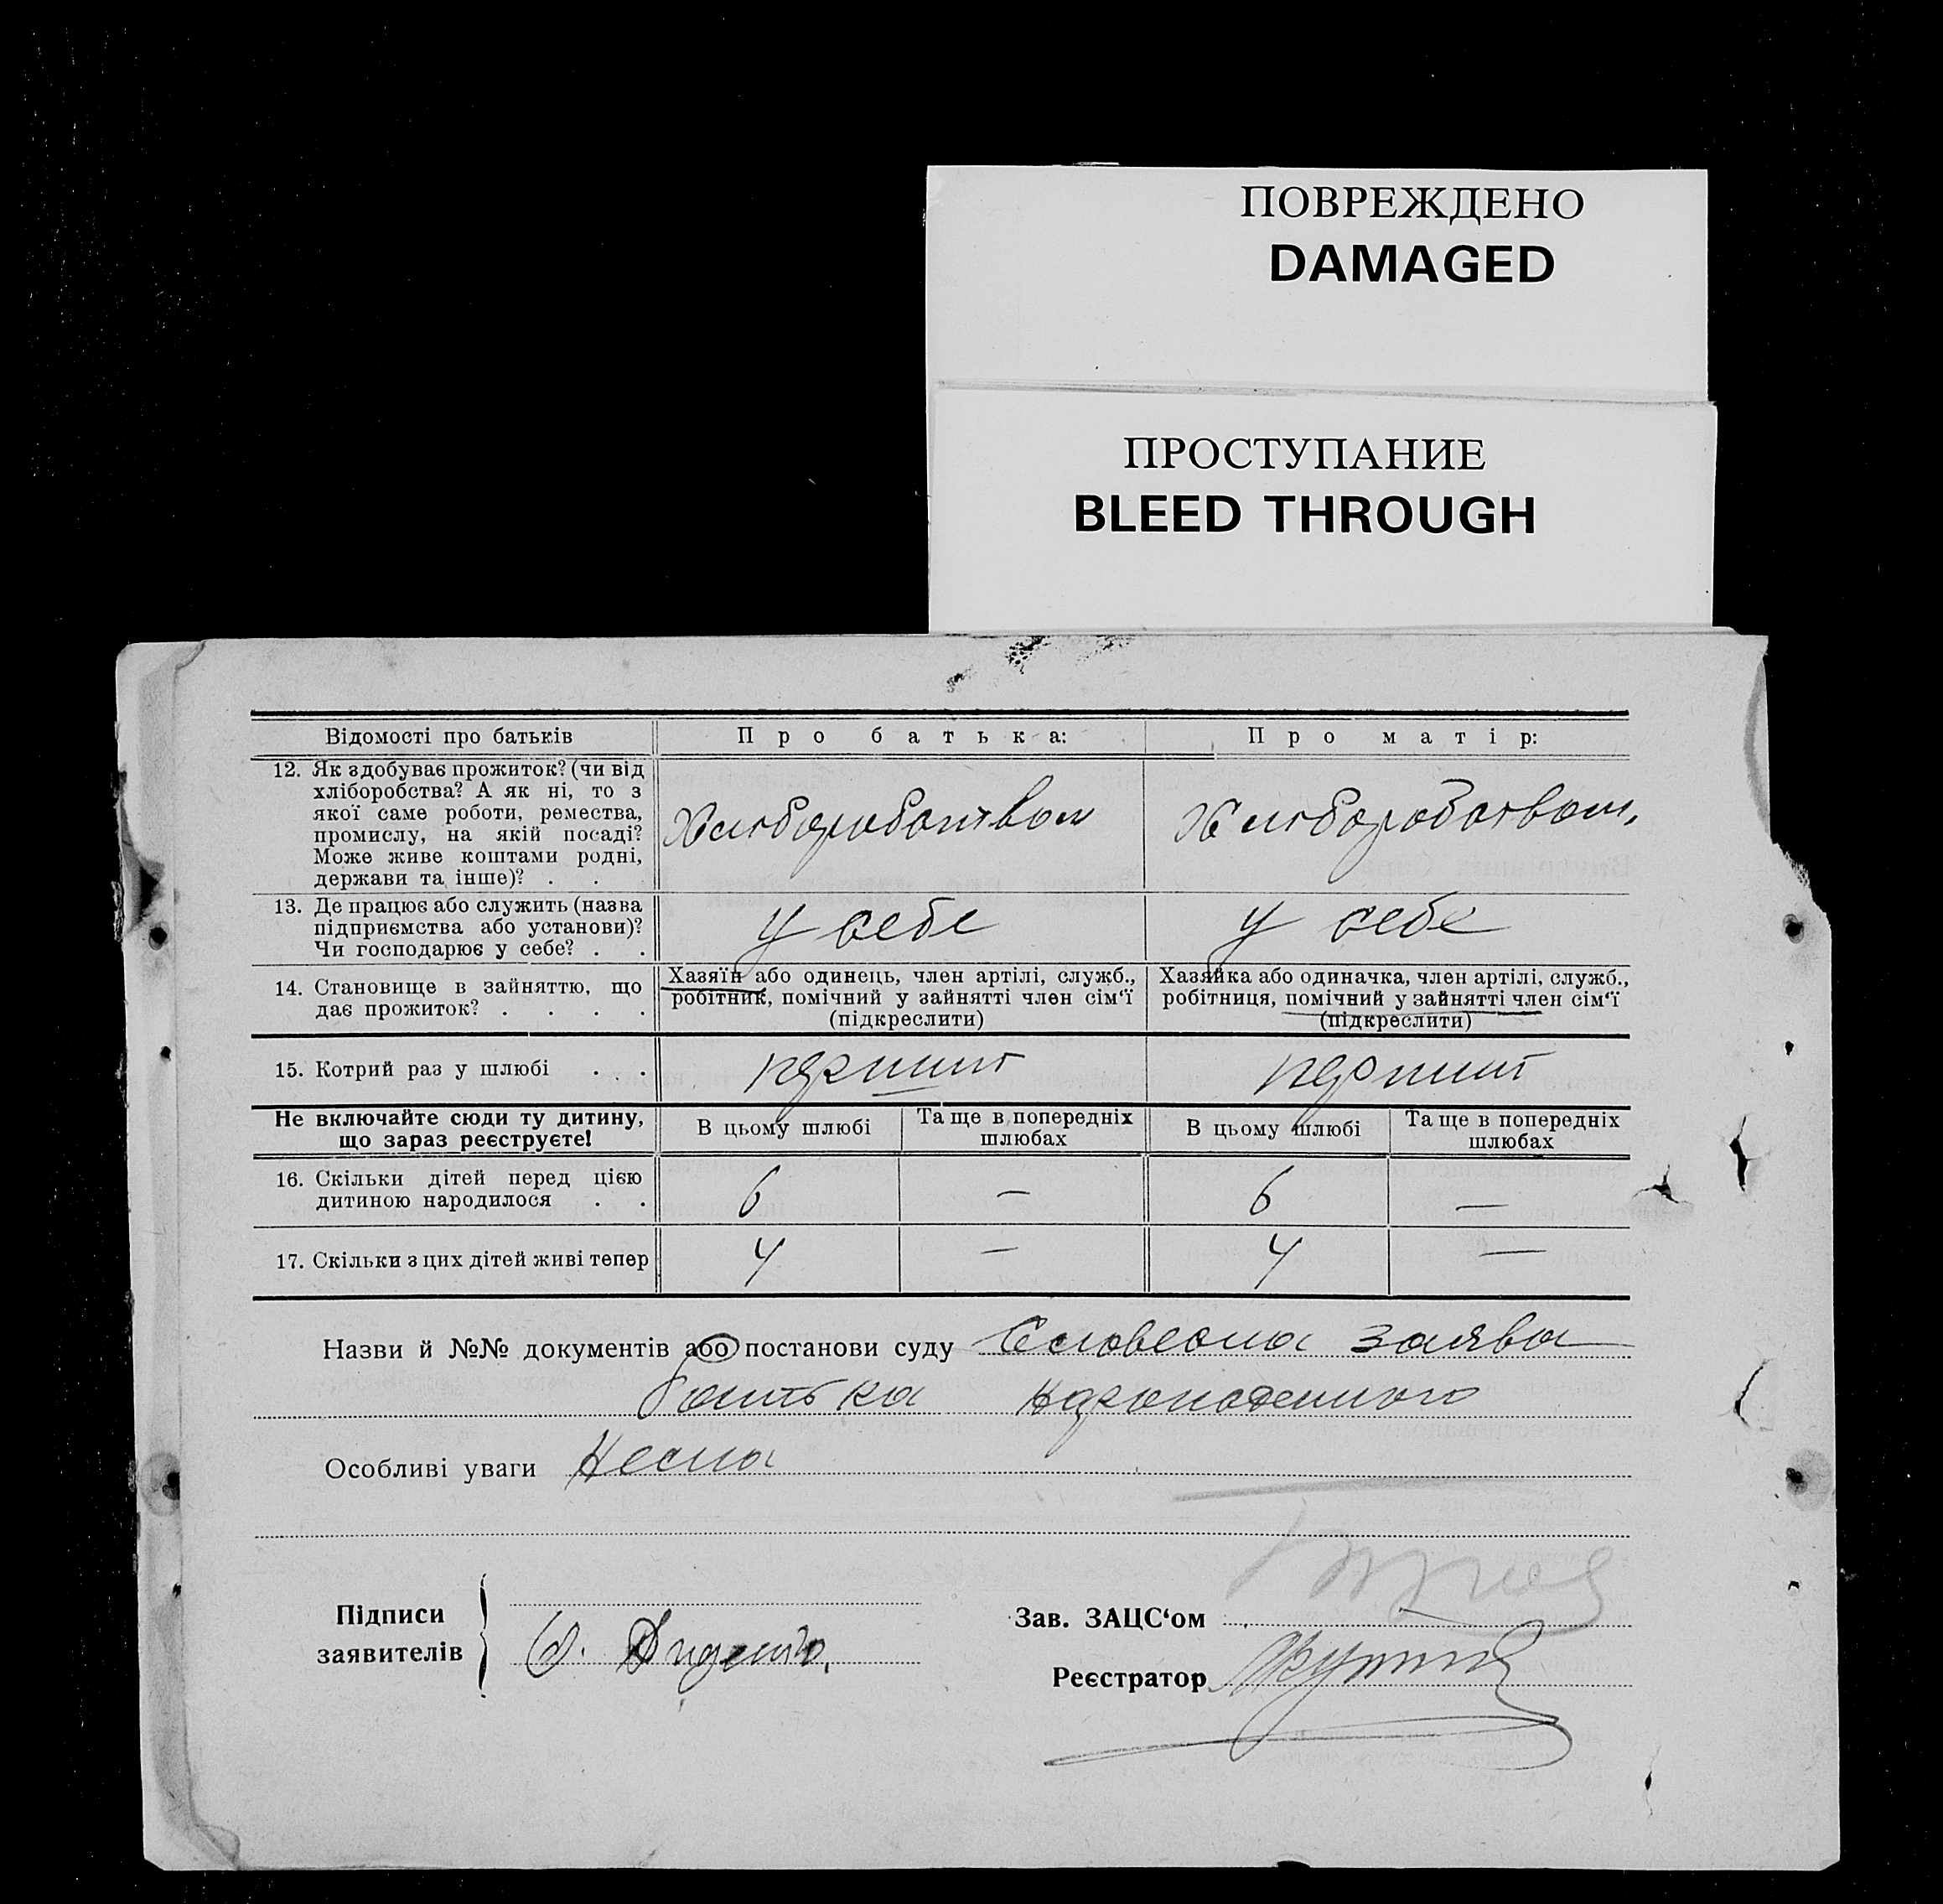 ПОВРЕЖДЕНО
DAMAGED
ПРОСТУПАНИЕ
BLEED THROUGH
Відомості про батьків Про батька: Про матір:
12. Як здобуває прожиток? (чи від
хліборобства? А як ні, то з
якої саме роботи, ремества,
промислу, на якій посаді?
Може живе коштами родні,
держави та інше)? . .
Хліборобатвом Хліборобатвом,
13. Де працює або служить (назва
підприємства або установи)?
Чи господарює у себе? . .
У себе У себе
14. Становище в зайняттю, що
дає прожиток? . . . .
Хазяїн або одинець, член артілі, служб.,
робітник, помічний у зайнятті член сім‘ї
(підкреслити)
Хазяйка або одиначка, член артілі, служб.,
робітниця, помічний у зайнятті член сім‘ї
(підкреслити)
15. Котрий раз у шлюбі . . . перший перший
Не включайте сюди ту дитину,
що зараз реєструєте!
В цьому шлюбі Та ще в попередніх
шлюбах
В цьому шлюбі Та ще в попередніх
шлюбах
16. Скільки дітей перед цією
дитиною народилося . .
6 — 6 —
17. Скільки з цих дітей живі тепер 4 — 4 —
Назви й №№ документів або постанови суду Словесна заява
батька
Особливі уваги Нема
Підписи
заявителів
Зав. ЗАЦС‘ом
Реєстратор